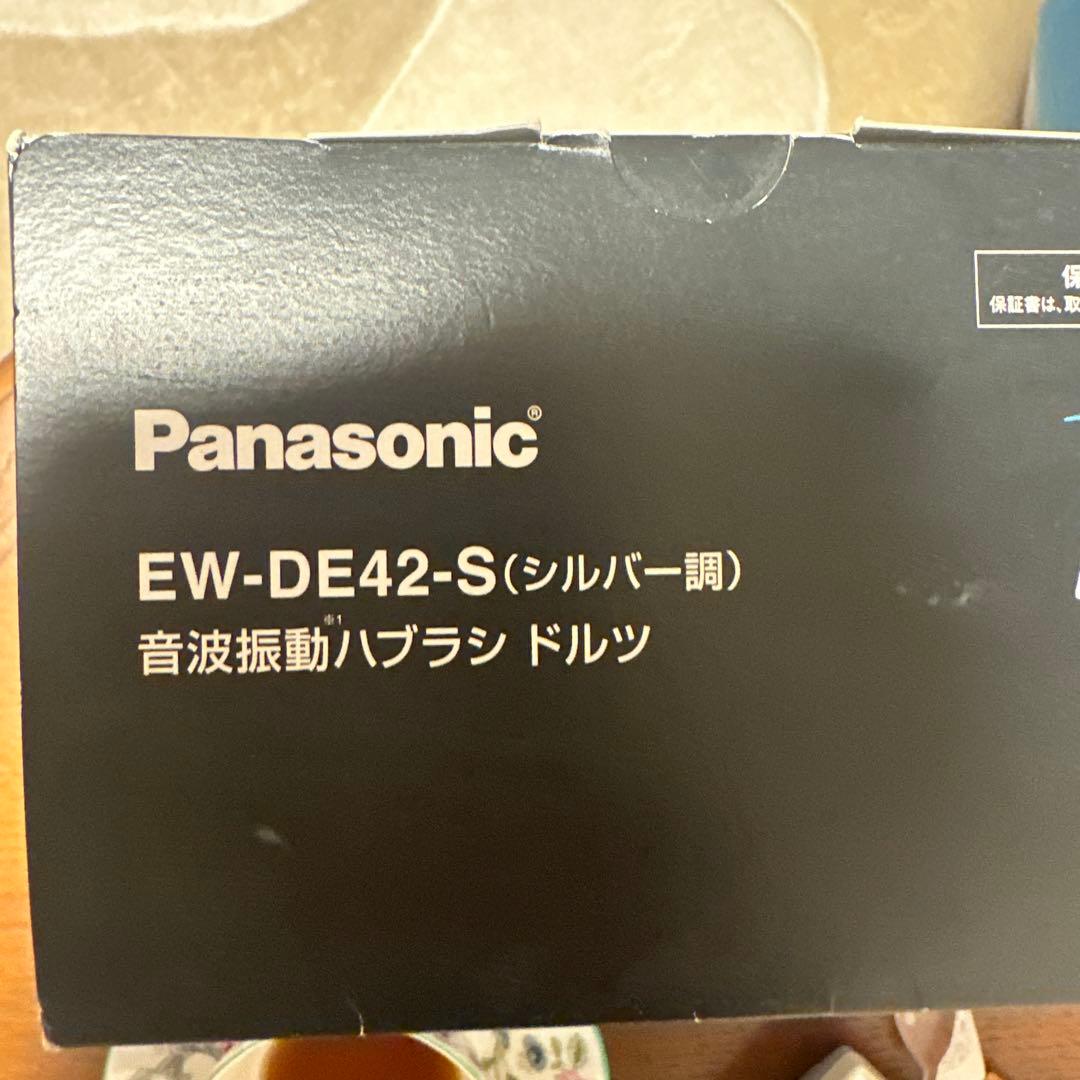 保
保証書は、取
Panasonic®
EW-DE42-S(シルバー調)
※1
音波振動ハブラシ ドルツ